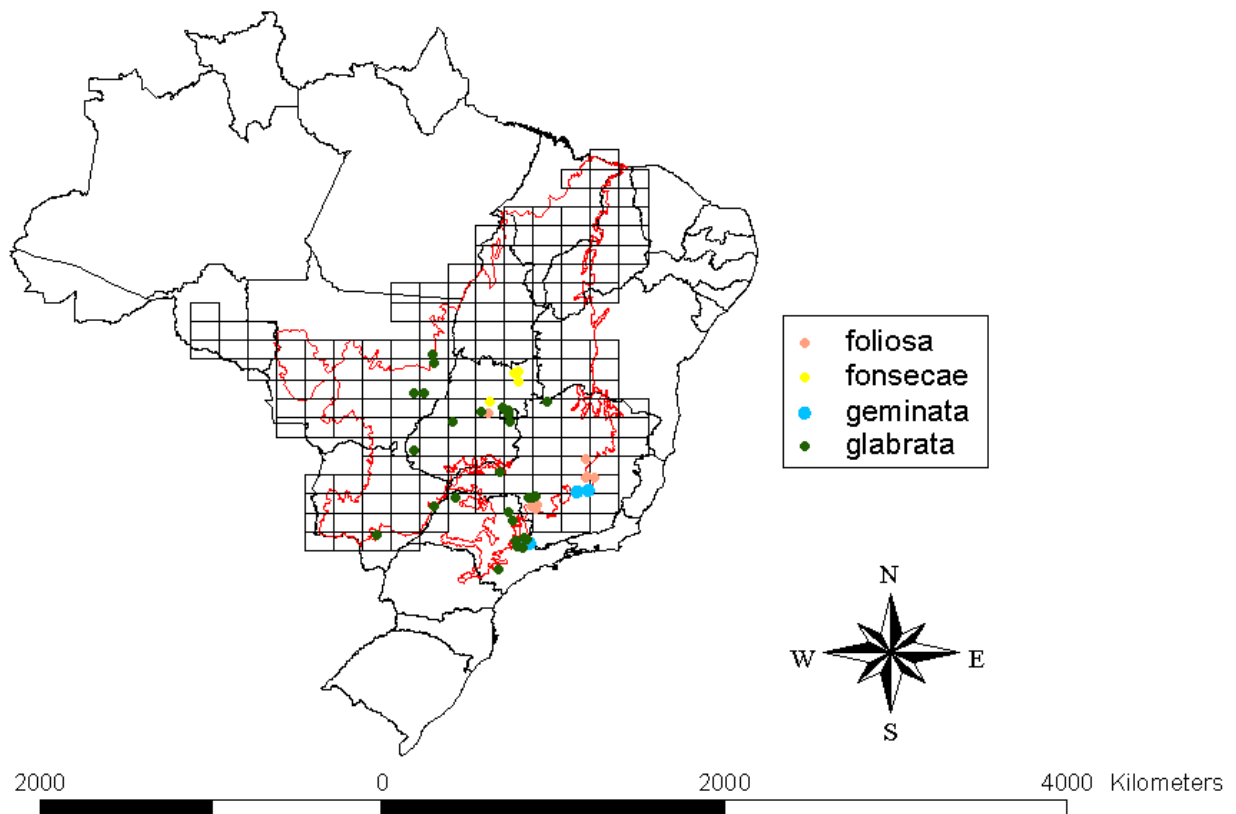 foliosa
fonsecae
geminata
glabrata
N
W E
S
2000 0 2000 4000 Kilometers